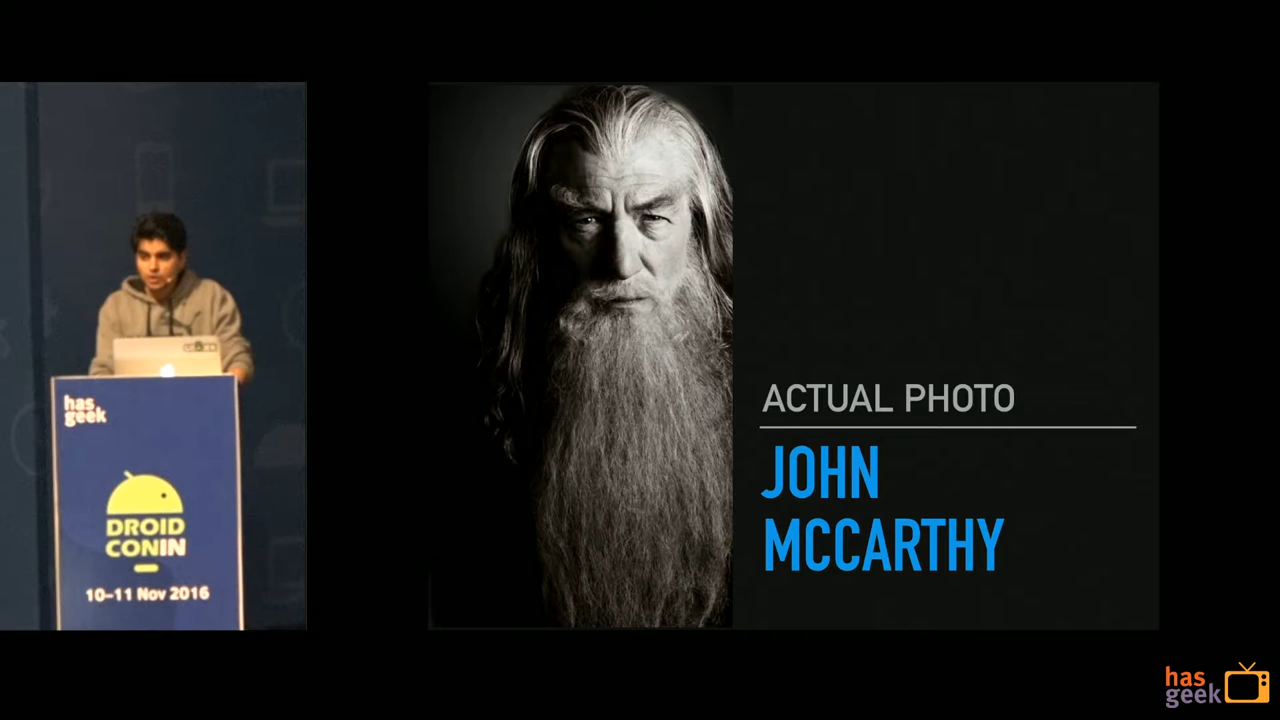 has
geek
DROID
CONIN
10–11 Nov 2016
ACTUAL PHOTO
JOHN
MCCARTHY
has
geek